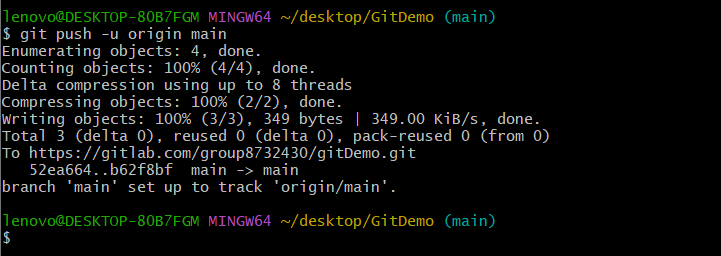 lenovo@DESKTOP-80B7FGM MINGW64 ~/desktop/GitDemo (main)
$ git push -u origin main
Enumerating objects: 4, done.
Counting objects: 100% (4/4), done.
Delta compression using up to 8 threads
Compressing objects: 100% (2/2), done.
Writing objects: 100% (3/3), 349 bytes | 349.00 KiB/s, done.
Total 3 (delta 0), reused 0 (delta 0), pack-reused 0 (from 0)
To https://gitlab.com/group8732430/gitDemo.git
   52ea664..b62f8bf  main -> main
branch 'main' set up to track 'origin/main'.
lenovo@DESKTOP-80B7FGM MINGW64 ~/desktop/GitDemo (main)
$